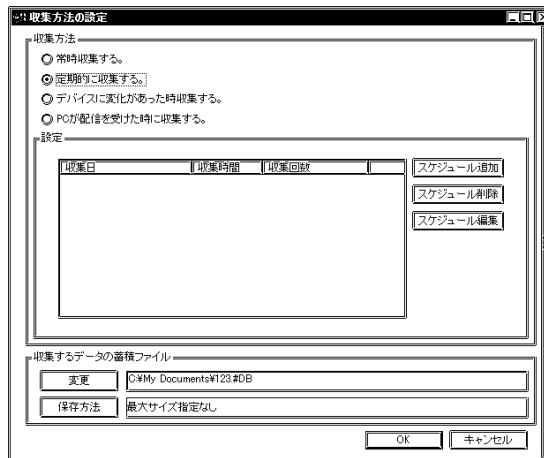 収集方法の設定
収集方法
常時収集する。
定期的に収集する。
デバイスに変化があった時収集する。
PCが配信を受けた時に収集する。
設定
収集日 収集時間 収集回数
スケジュール追加
スケジュール削除
スケジュール編集
収集するデータの蓄積ファイル
変更 C:¥My Documents¥123.#DB
保存方法 最大サイズ指定なし
OK キャンセル